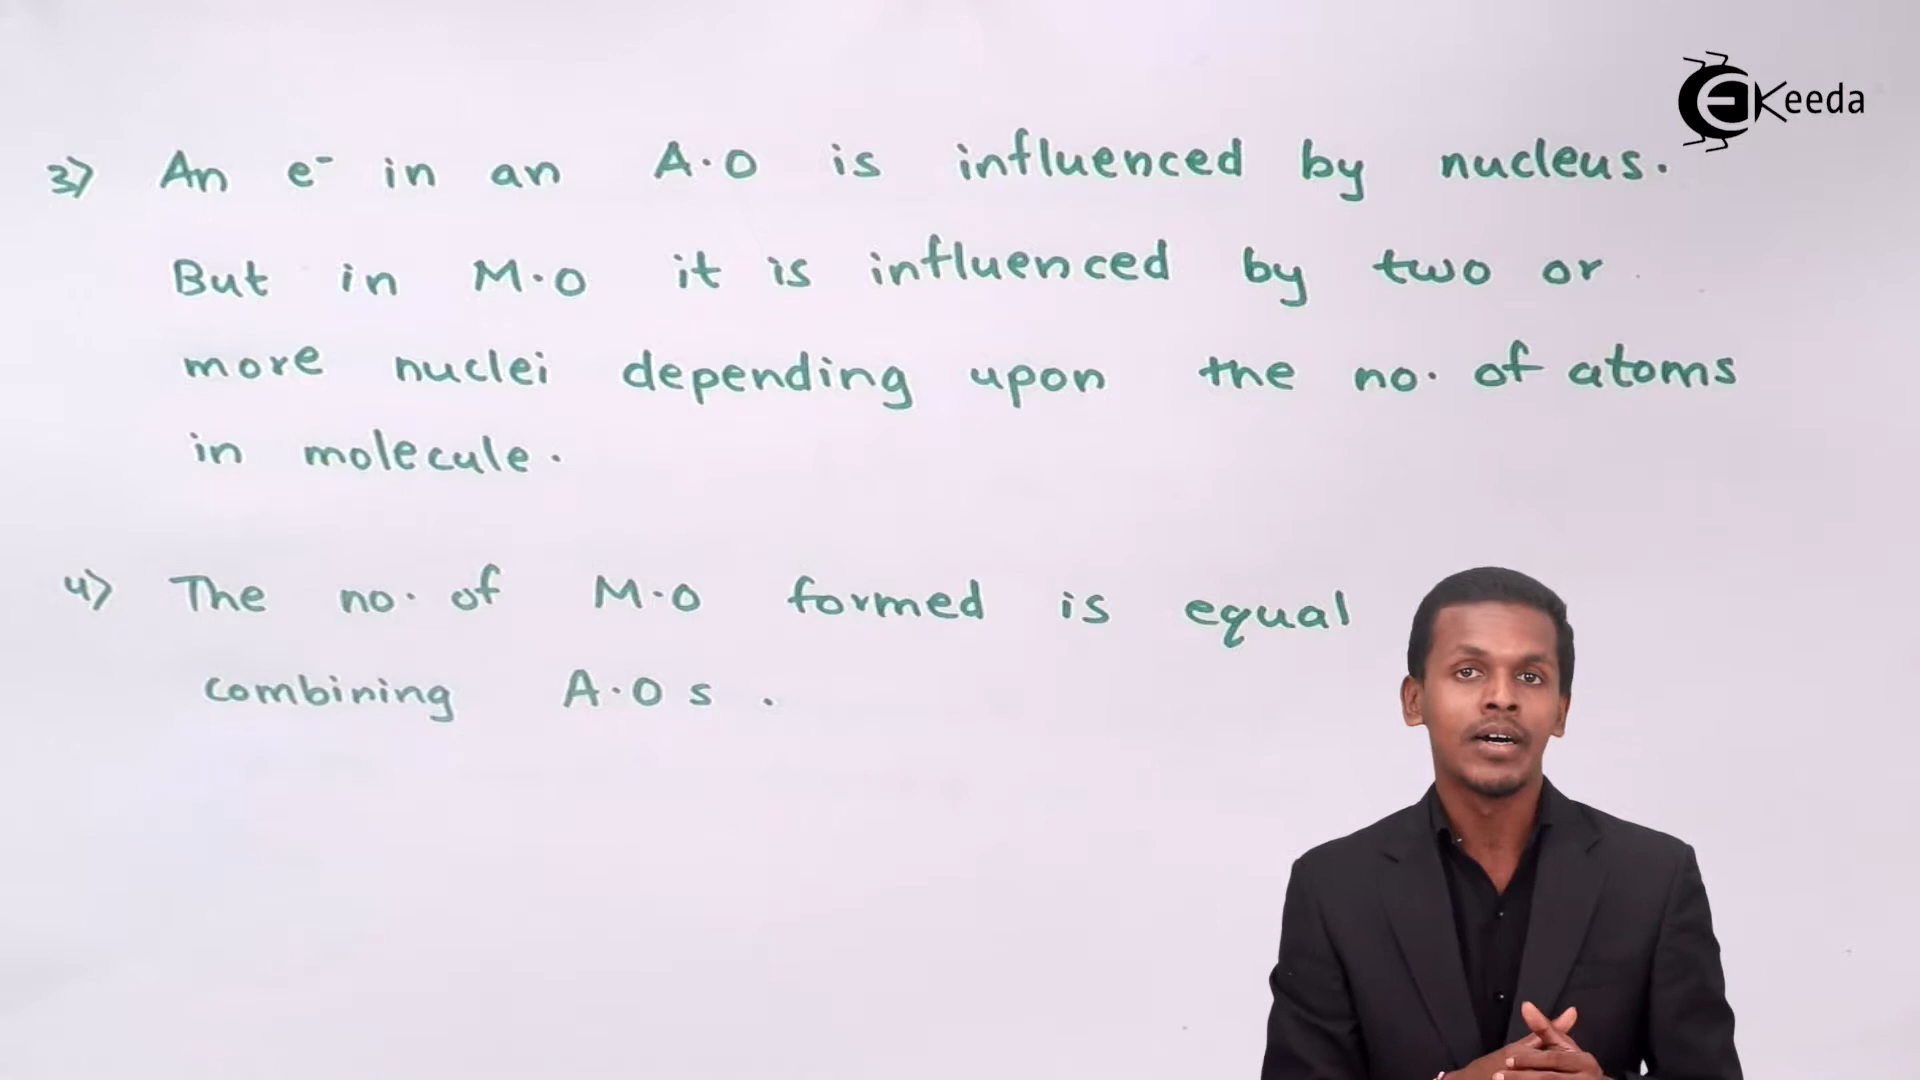 EKeeda
3) An e⁻ in an A.O is influenced by nucleus.
But in M.O it is influenced by two or
more nuclei depending upon the no. of atoms
in molecule.
4) The no. of M.O formed is equal
combining A.O s.